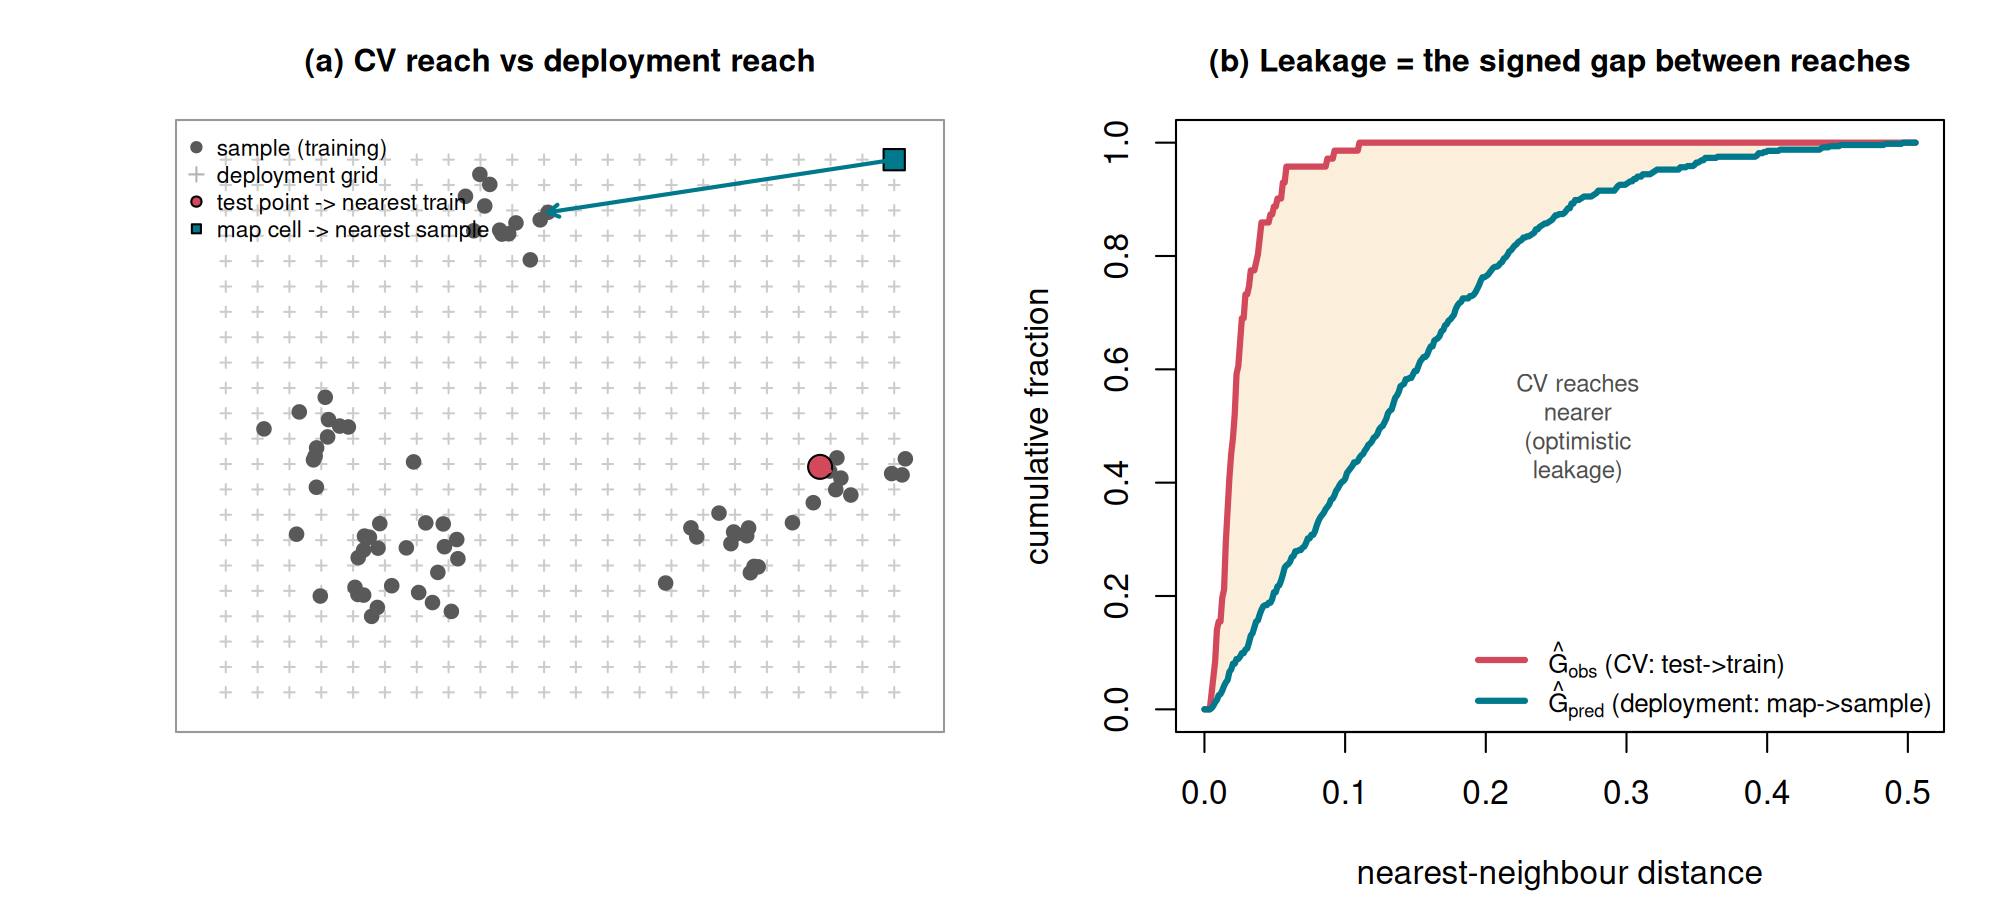 (a) CV reach vs deployment reach
sample (training)
deployment grid
test point -> nearest train
map cell -> nearest sample
(b) Leakage = the signed gap between reaches
cumulative fraction
1.0
0.8
0.6
0.4
0.2
0.0
CV reaches
nearer
(optimistic
leakage)
Ĝobs (CV: test->train)
Ĝpred (deployment: map->sample)
0.0 0.1 0.2 0.3 0.4 0.5
nearest-neighbour distance